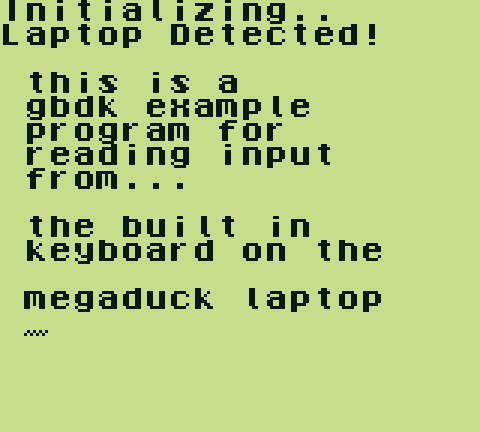 Initializing..
Laptop Detected!
this is a
gbdk example
program for
reading input
from...
the built in
keyboard on the
megaduck laptop